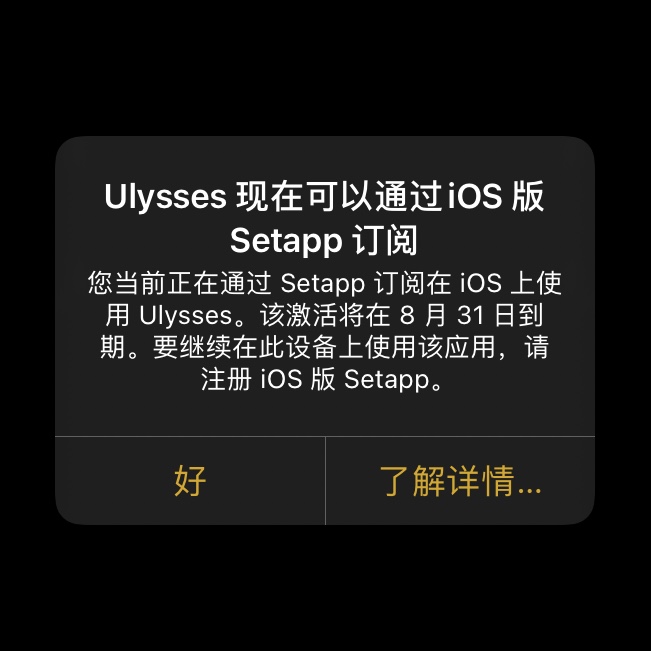 Ulysses 现在可以通过iOS 版
Setapp 订阅
您当前正在通过 Setapp 订阅在 iOS 上使
用 Ulysses。该激活将在 8 月 31 日到
期。要继续在此设备上使用该应用，请
注册 iOS 版 Setapp。
好
了解详情...